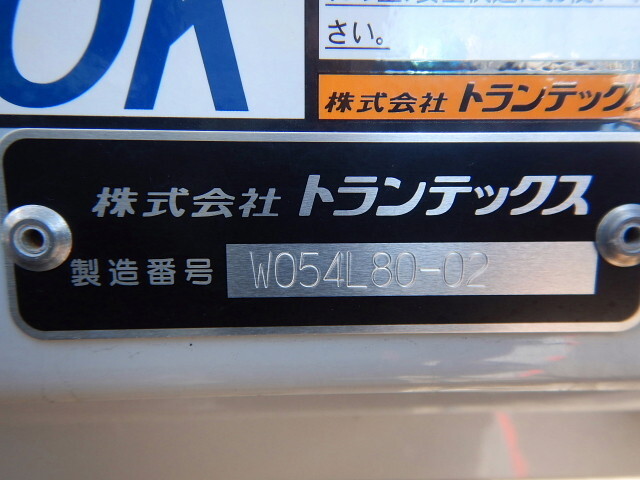 OK
さい。
株式会社 トランテックス
株式会社 トランテックス
製造番号 W054L80-02